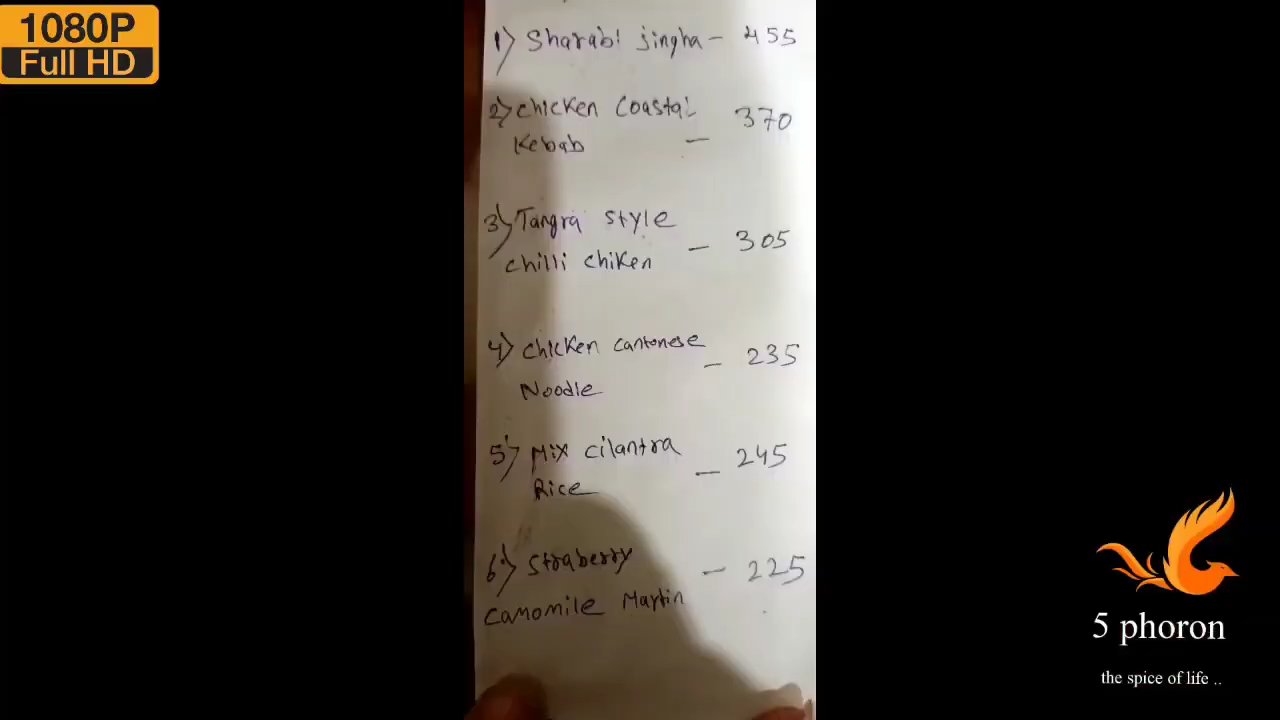 1080P
Full HD
1) Sharabi jingha - 455
2) Chicken Coastal - 370
Kebab
3) Tangra style
chilli chiken - 305
4) chicken cantonese - 235
Noodle
5) Mix cilantra - 245
Rice
6) Straberry - 225
Camomile Martin
5 phoron
the spice of life ..